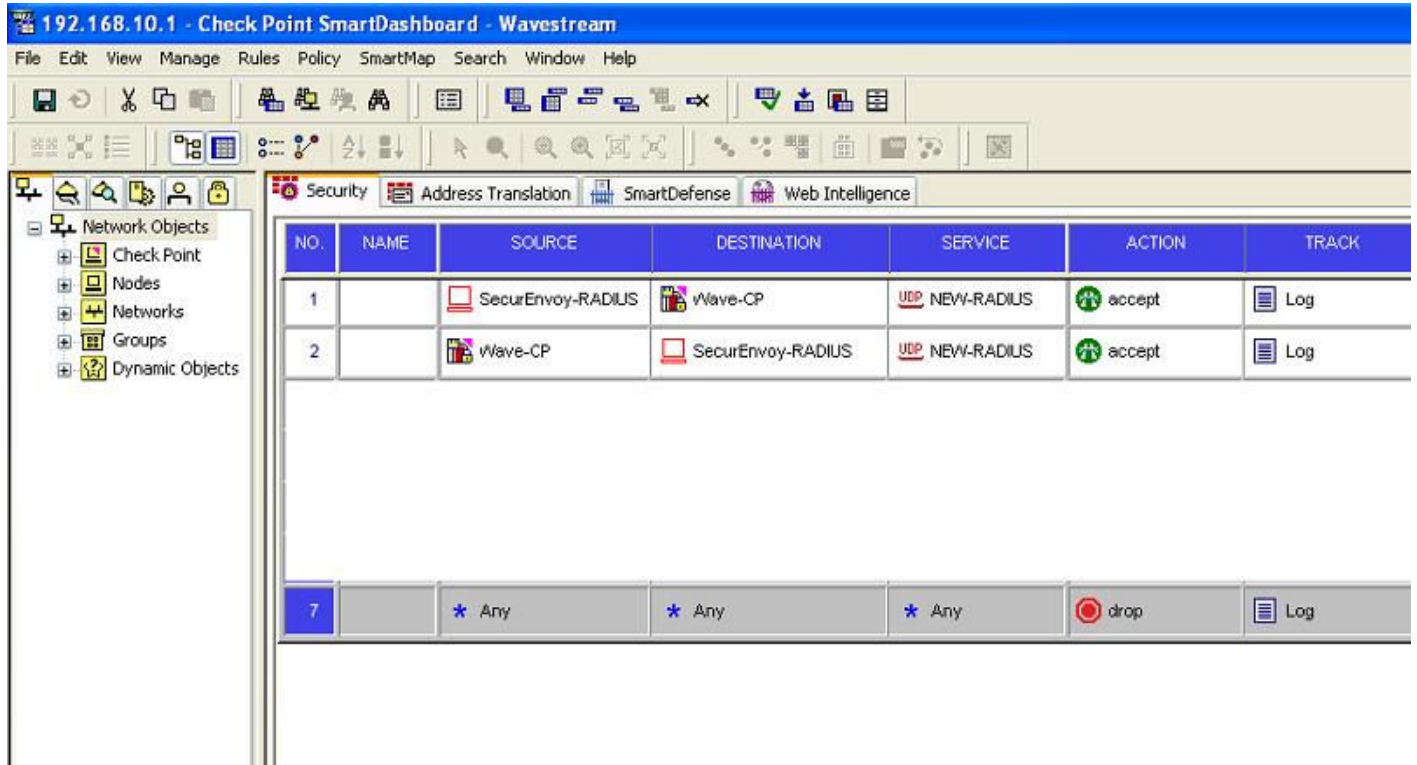 192.168.10.1 - Check Point SmartDashboard - Wavestream
File Edit View Manage Rules Policy SmartMap Search Window Help
Security Address Translation SmartDefense Web Intelligence
Network Objects
Check Point
Nodes
Networks
Groups
Dynamic Objects
NO. NAME SOURCE DESTINATION SERVICE ACTION TRACK
1 SecurEnvoy-RADIUS Wave-CP UDP NEW-RADIUS accept Log
2 Wave-CP SecurEnvoy-RADIUS UDP NEW-RADIUS accept Log
7 * Any * Any * Any drop Log